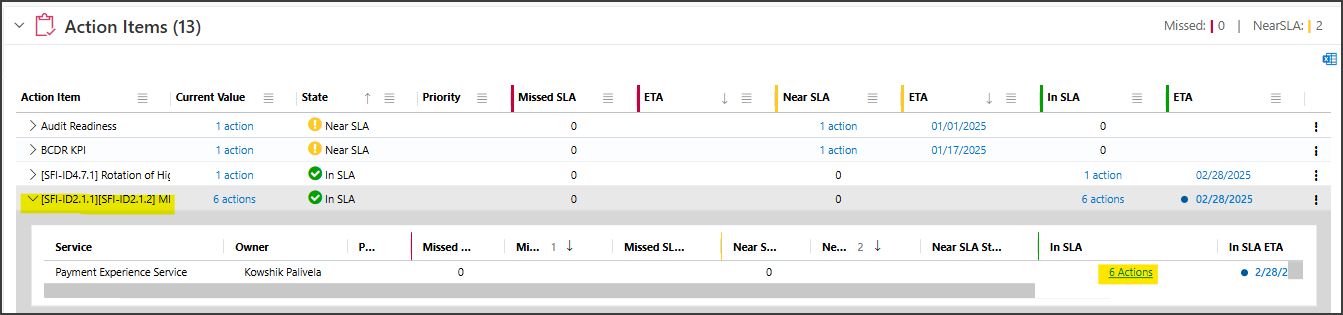 Action Items (13) Missed: 0 | NearSLA: 2
Action Item Current Value State Priority Missed SLA ETA Near SLA ETA In SLA ETA
Audit Readiness 1 action Near SLA 0 1 action 01/01/2025 0
BCDR KPI 1 action Near SLA 0 1 action 01/17/2025 0
[SFI-ID4.7.1] Rotation of Hig 1 action In SLA 0 0 1 action 02/28/2025
[SFI-ID2.1.1][SFI-ID2.1.2] MI 6 actions In SLA 0 0 6 actions 02/28/2025
Service Owner P... Missed ... Mi... 1 Missed SL... Near S... Ne... 2 Near SLA St... In SLA In SLA ETA
Payment Experience Service Kowshik Palivela 0 0 6 Actions 2/28/2